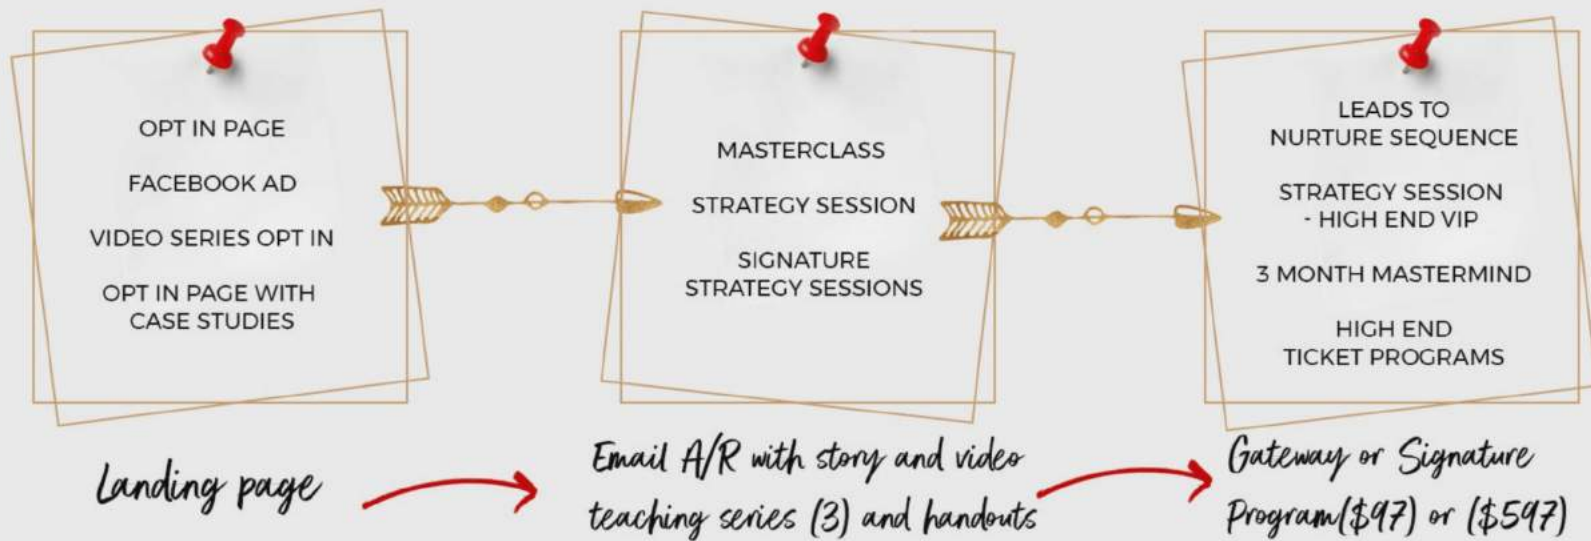 OPT IN PAGE
FACEBOOK AD
VIDEO SERIES OPT IN
OPT IN PAGE WITH
CASE STUDIES
MASTERCLASS
STRATEGY SESSION
SIGNATURE
STRATEGY SESSIONS
LEADS TO
NURTURE SEQUENCE
STRATEGY SESSION
- HIGH END VIP
3 MONTH MASTERMIND
HIGH END
TICKET PROGRAMS
Landing page
Email A/R with story and video
teaching series (3) and handouts
Gateway or Signature
Program($97) or ($597)